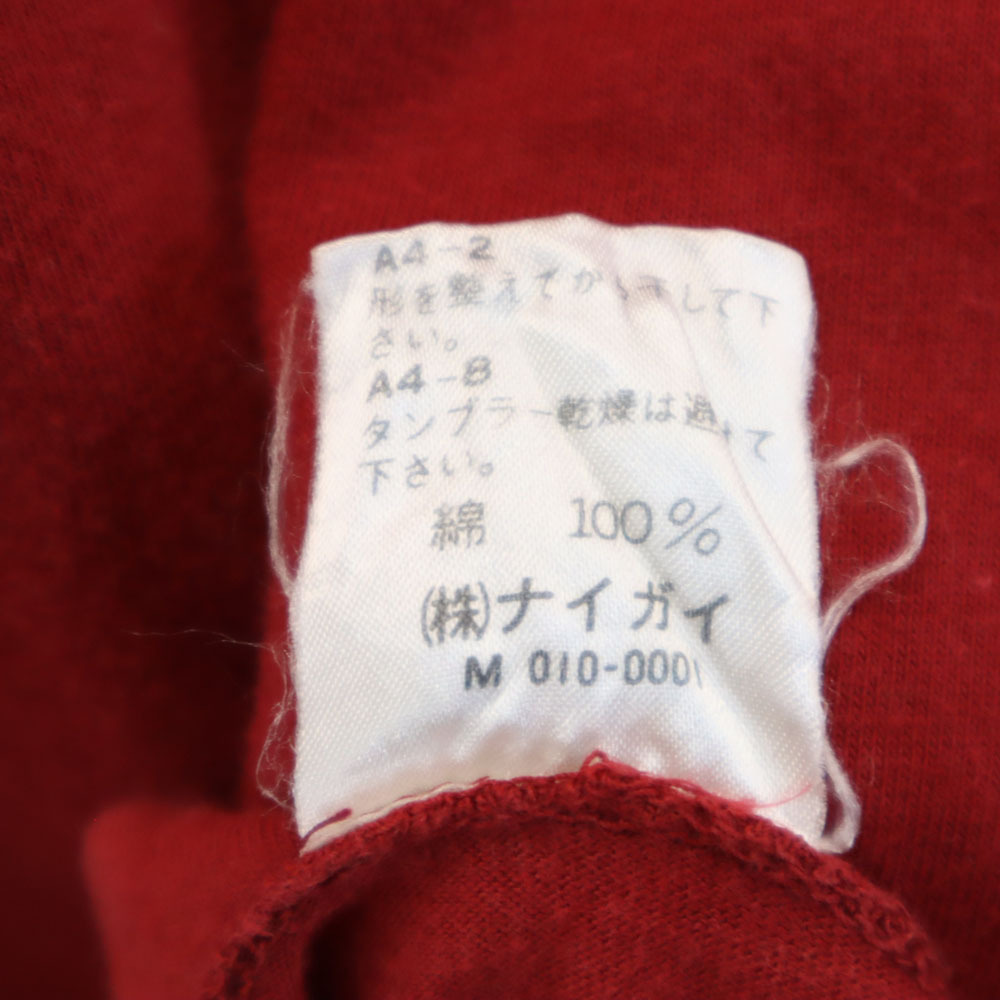 A4-2
形を整えてから干して下
さい。
A4-8
タンブラー乾燥は避けて
下さい。
綿 100%
(株)ナイガイ
M 010-0001